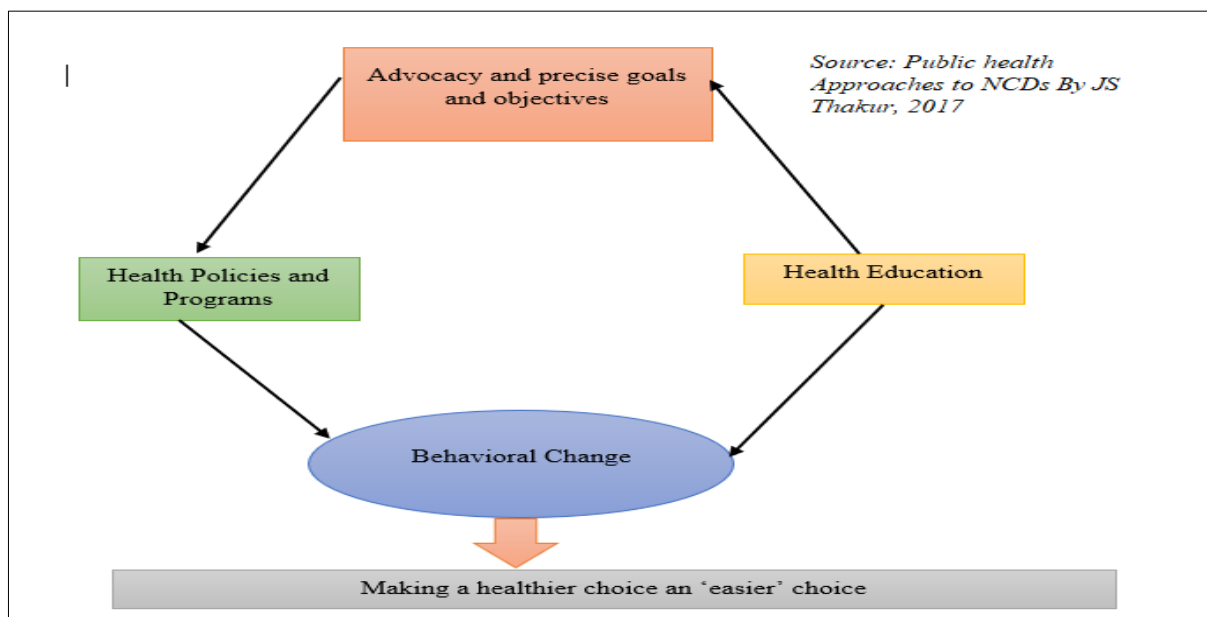 Advocacy and precise goals
and objectives
Source: Public health
Approaches to NCDs By JS
Thakur, 2017
Health Policies and
Programs
Health Education
Behavioral Change
Making a healthier choice an ‘easier’ choice